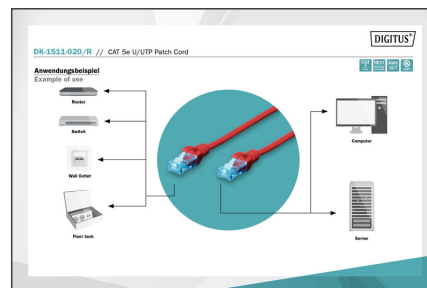 DIGITUS®
DK-1511-020/R // CAT 5e U/UTP Patch Cord
Anwendungsbeispiel
Example of use
Router
Switch
Wall Outlet
Floor tank
Computer
Server